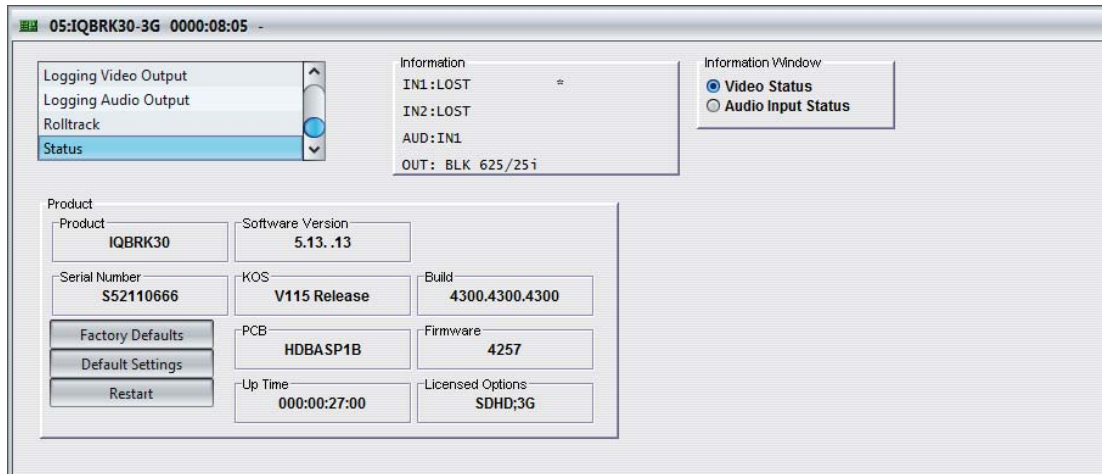 05:IQBRK30-3G 0000:08:05 -
Logging Video Output
Logging Audio Output
Rolltrack
Status
Information
IN1:LOST *
IN2:LOST
AUD:IN1
OUT: BLK 625/25i
Information Window
Video Status
Audio Input Status
Product
Product
IQBRK30
Software Version
5.13. .13
Serial Number
S52110666
KOS
V115 Release
Build
4300.4300.4300
Factory Defaults
Default Settings
Restart
PCB
HDBASP1B
Firmware
4257
Up Time
000:00:27:00
Licensed Options
SDHD;3G